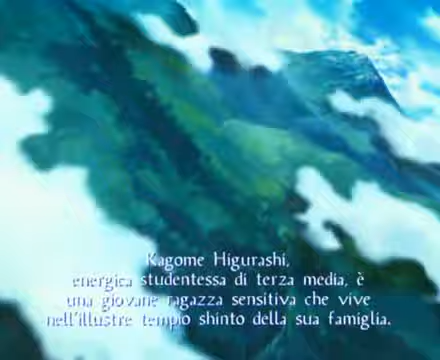 Kagome Higurashi,
energica studentessa di terza media, è
una giovane ragazza sensitiva che vive
nell'illustre tempio shinto della sua famiglia.